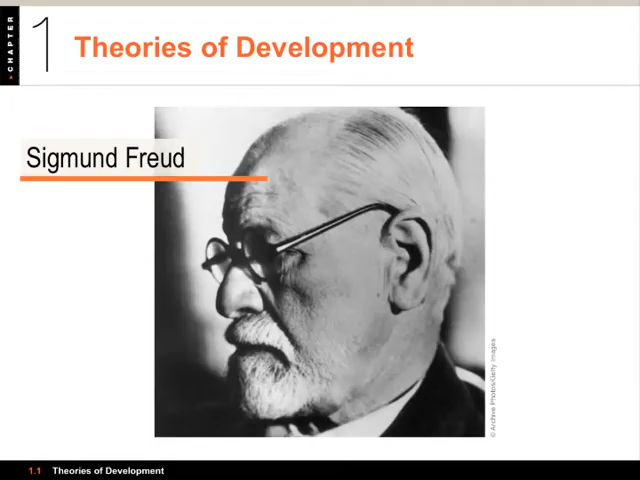 CHAPTER
1
Theories of Development
Sigmund Freud
© Archive Photos/Getty Images
1.1 Theories of Development